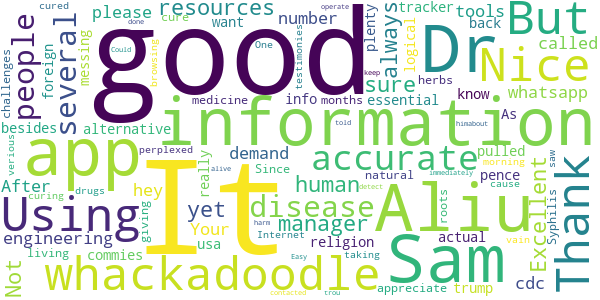 cured
please
resources
cure
number
want
tracker
tools
back
plenty
always
logical
But
people
several
challenges
foreign
messing
good
Dr
Nice
called
sure
whatsapp
Could
done
One
browsing
testimonies
operate
keep
herbs
medicine
info
months
essential
know
As
besides
alternative
information
told
himabout
verious
perplexed
Since
pulled
pence
morning
saw
After
really
demand
accurate
app
It
alive
immediately
curing
drugs
hey
human
natural
cause
Syphilis
detect
Excellent
Thank
Using
yet
Your
disease
Aliu
roots
vain
engineering
giving
usa
manager
religion
actual
Not
living
commies
Internet
harm
taking
Sam
appreciate
trump
cdc
whackadoodle
Easy
contacted
trou